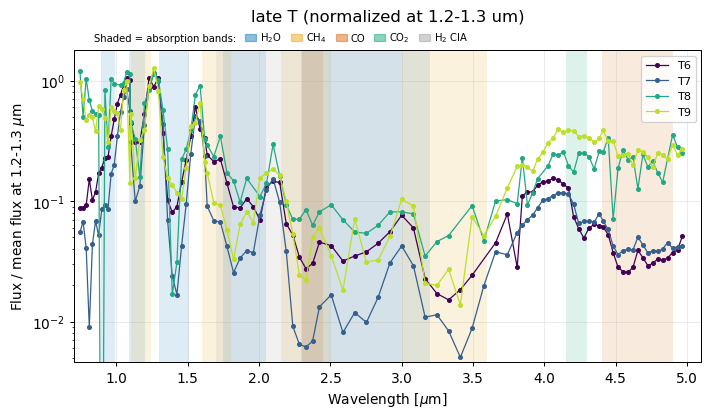 late T (normalized at 1.2-1.3 um)
Shaded = absorption bands: H₂O CH₄ CO CO₂ H₂ CIA
T6
T7
T8
T9
Flux / mean flux at 1.2-1.3 μm
10⁰
10⁻¹
10⁻²
1.0 1.5 2.0 2.5 3.0 3.5 4.0 4.5 5.0
Wavelength [μm]